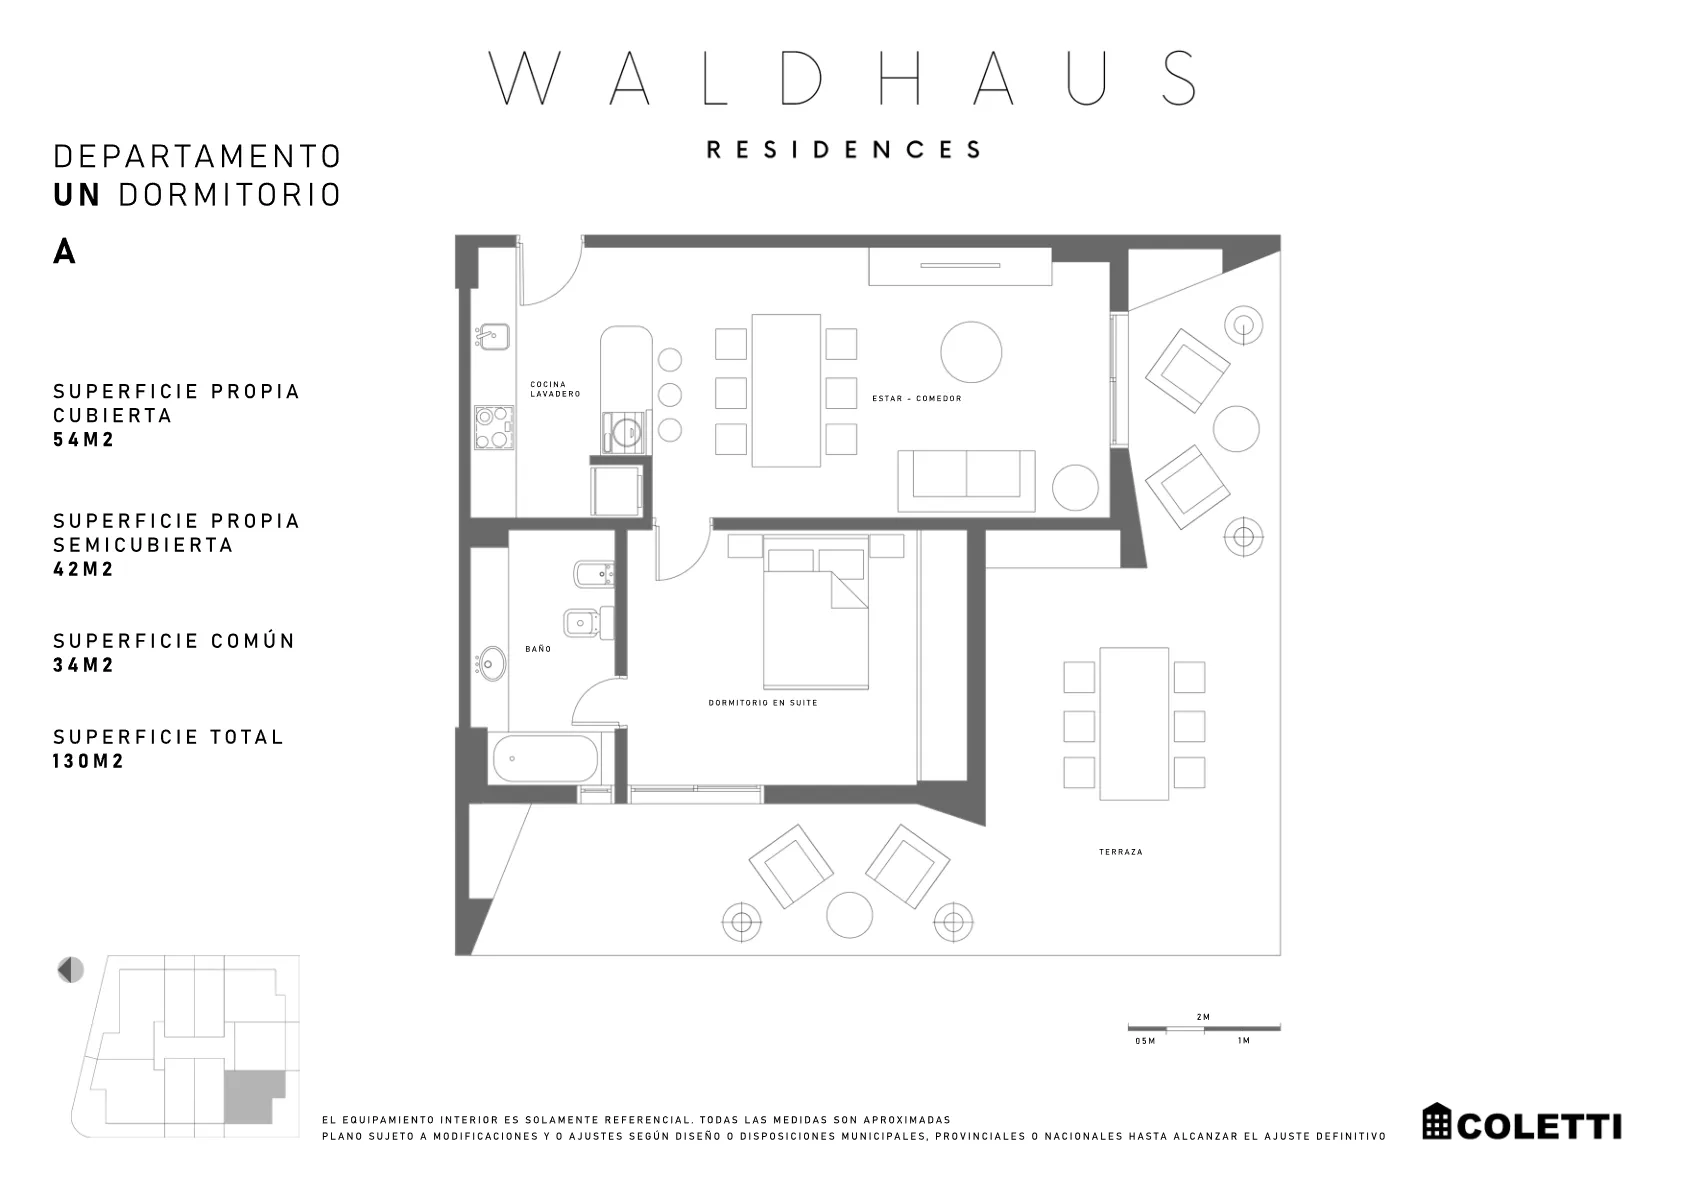 WALDHAUS
RESIDENCES
DEPARTAMENTO
UN DORMITORIO
A
SUPERFICIE PROPIA
CUBIERTA
54M2
SUPERFICIE PROPIA
SEMICUBIERTA
42M2
SUPERFICIE COMÚN
34M2
SUPERFICIE TOTAL
130M2
COCINA
LAVADERO
ESTAR - COMEDOR
BAÑO
DORMITORIO EN SUITE
TERRAZA
2M
05M
1M
EL EQUIPAMIENTO INTERIOR ES SOLAMENTE REFERENCIAL. TODAS LAS MEDIDAS SON APROXIMADAS
PLANO SUJETO A MODIFICACIONES Y O AJUSTES SEGÚN DISEÑO O DISPOSICIONES MUNICIPALES, PROVINCIALES O NACIONALES HASTA ALCANZAR EL AJUSTE DEFINITIVO
COLETTI